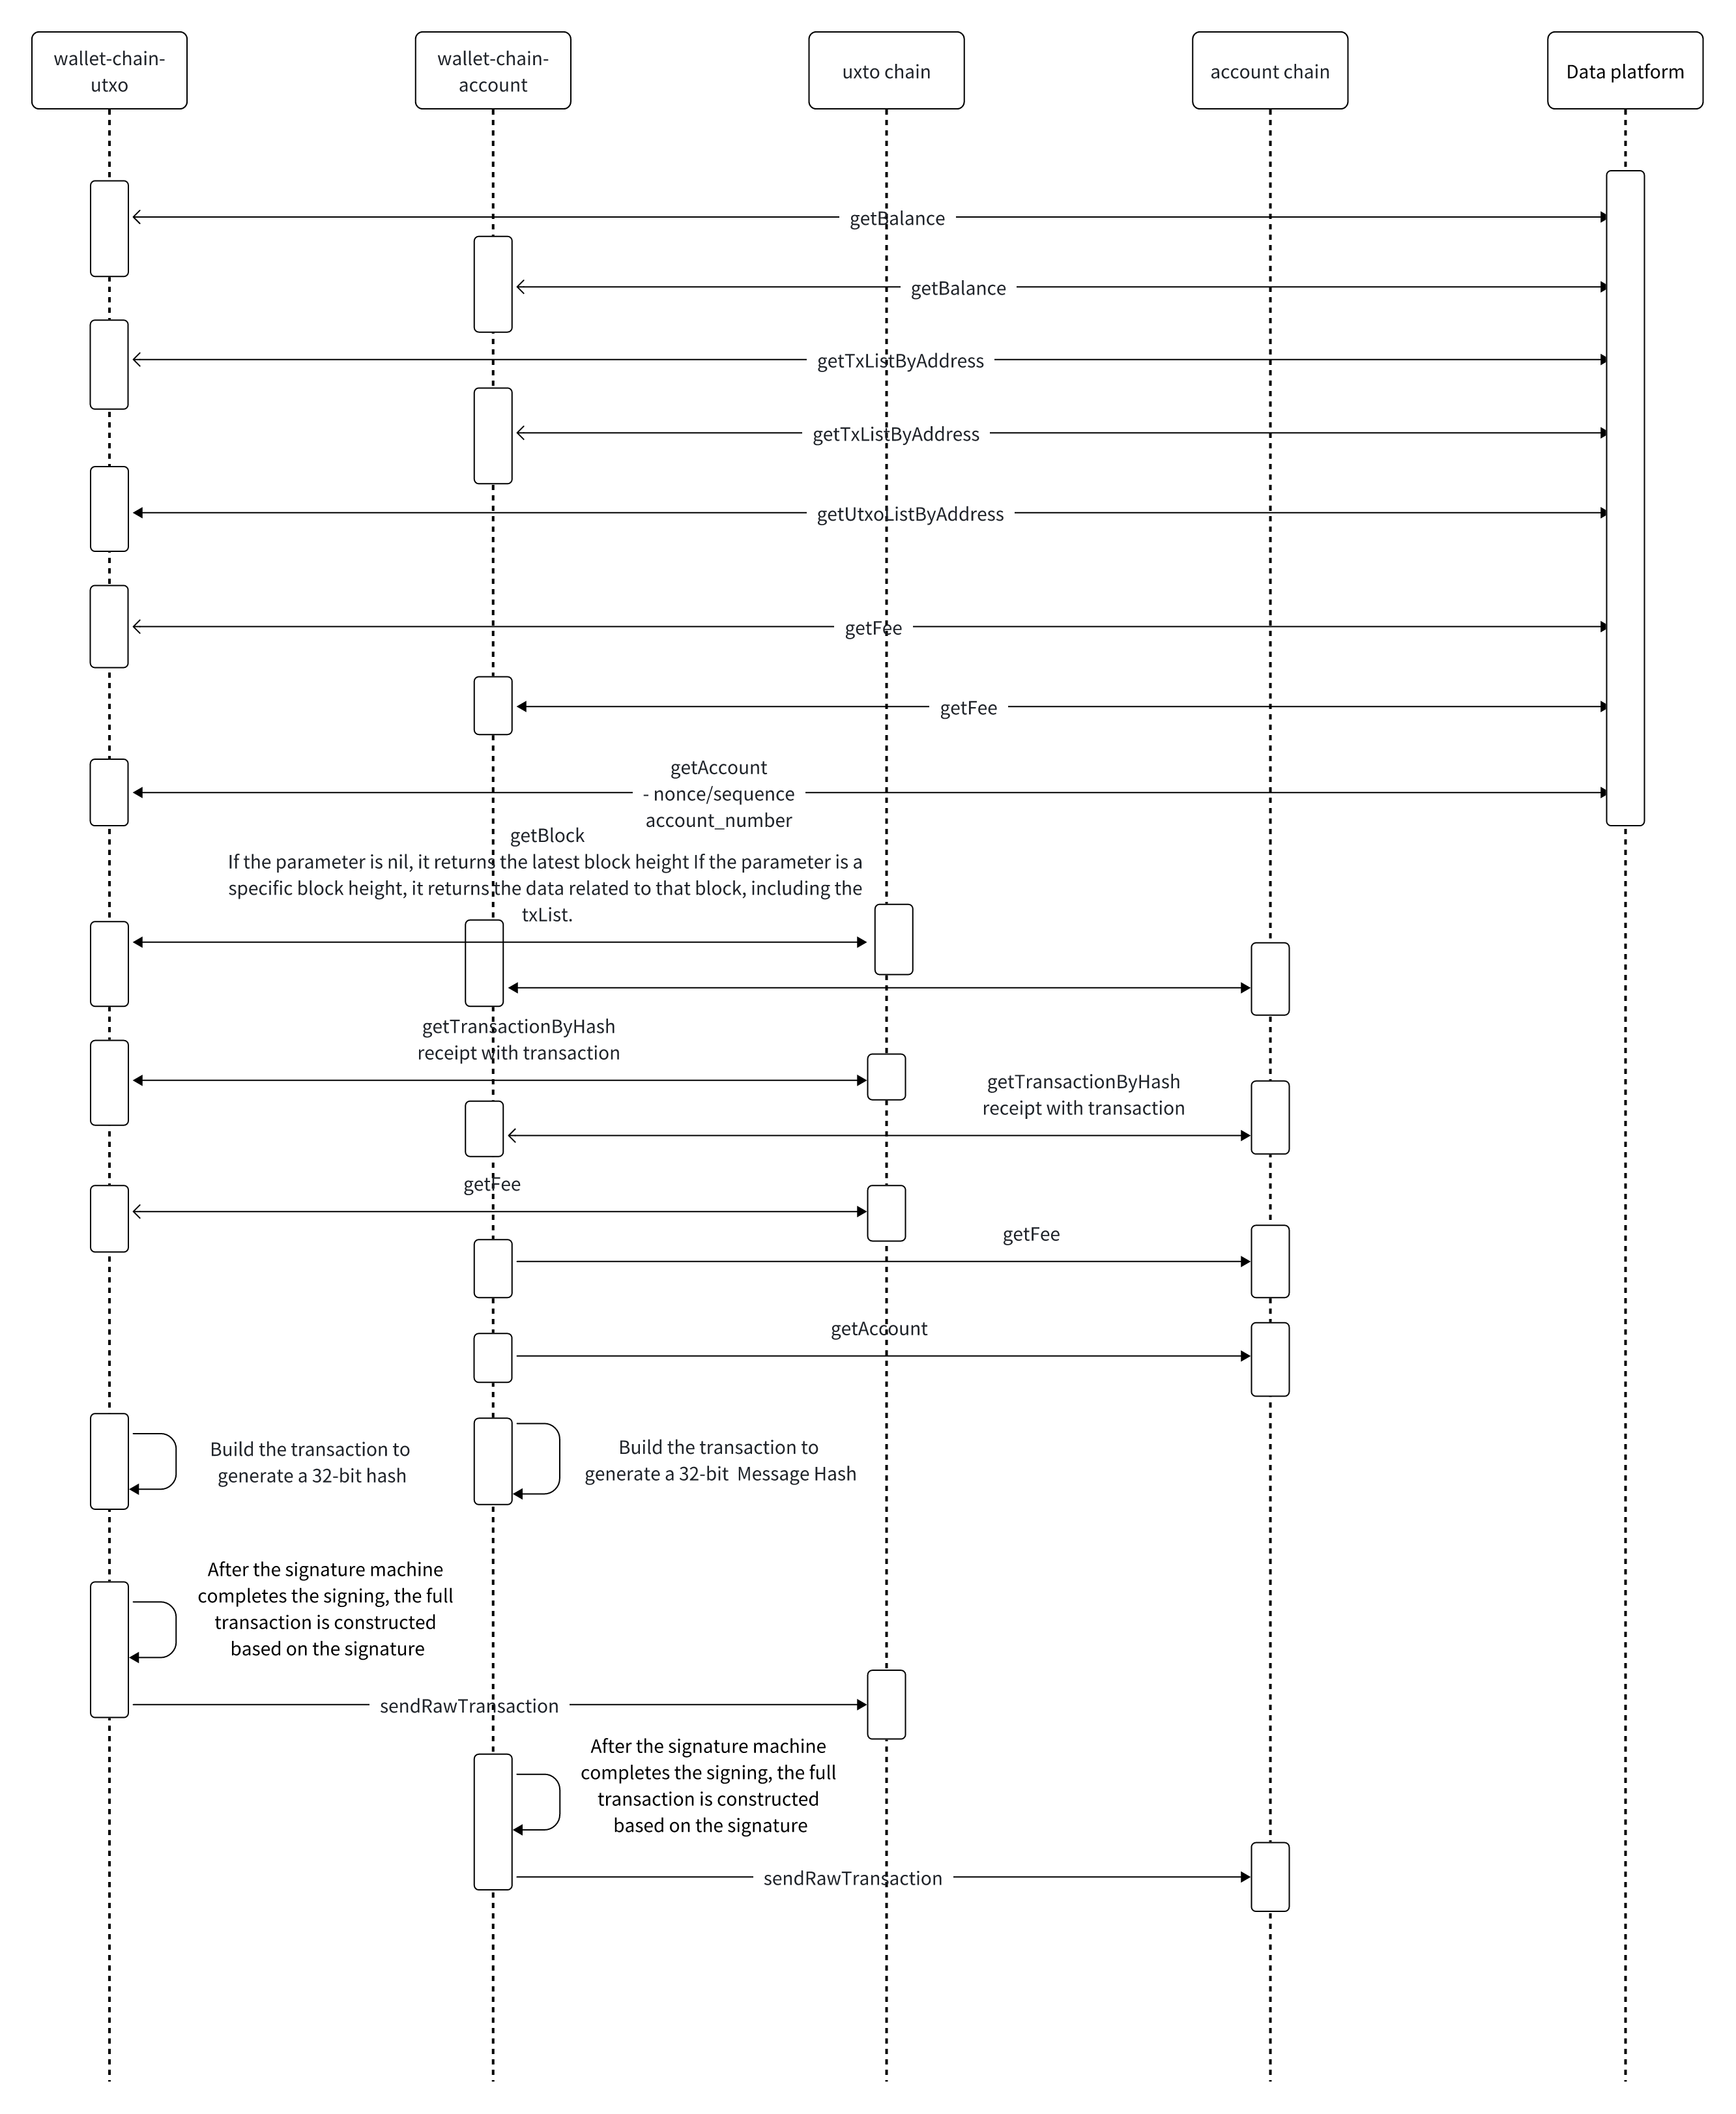 wallet-chain-
utxo
wallet-chain-
account
uxto chain
account chain
Data platform
getBalance
getBalance
getTxListByAddress
getTxListByAddress
getUtxoListByAddress
getFee
getFee
getAccount
- nonce/sequence
account_number
getBlock
If the parameter is nil, it returns the latest block height If the parameter is a
specific block height, it returns the data related to that block, including the
txList.
getTransactionByHash
receipt with transaction
getTransactionByHash
receipt with transaction
getFee
getFee
getAccount
Build the transaction to
generate a 32-bit hash
Build the transaction to
generate a 32-bit  Message Hash
After the signature machine
completes the signing, the full
transaction is constructed
based on the signature
sendRawTransaction
After the signature machine
completes the signing, the full
transaction is constructed
based on the signature
sendRawTransaction